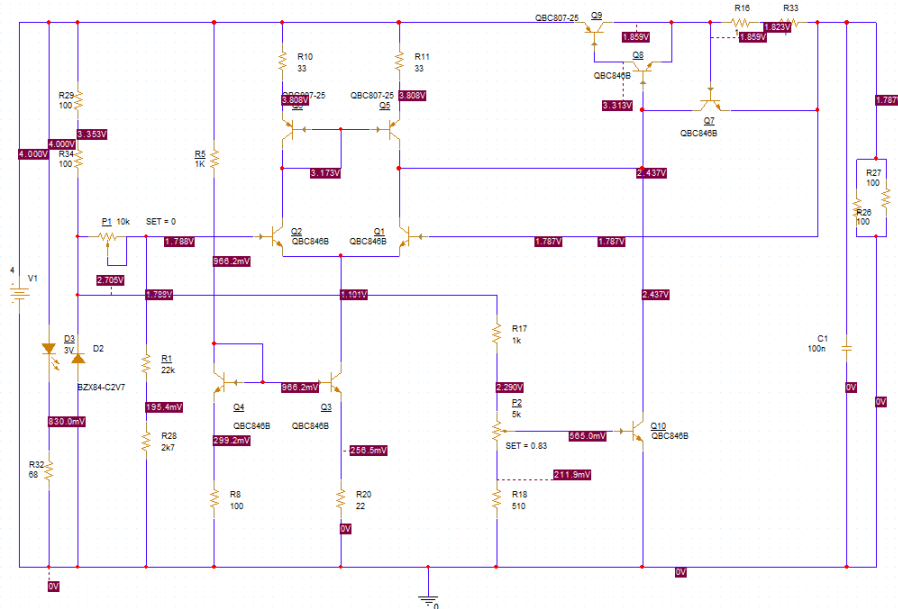 Q9
QBC807-25
R16
R33
1
1.823V
1.859V
1.859V
Q8
QBC846B
3.313V
Q7
QBC846B
R10
33
R11
33
3.808V
QBC807-25
3.808V
Q5
R29
100
3.353V
4.000V
4.000V
R34
100
R5
1K
3.173V
2.437V
1.787V
R27
100
R26
100
P1 10k
SET = 0
1.788V
Q2
QBC846B
Q1
QBC846B
1.787V
1.787V
966.2mV
2.705V
1.788V
1.101V
2.437V
4
V1
D3
3V
D2
BZX84-C2V7
R1
22k
R17
1k
C1
100n
2.290V
966.2mV
966.2mV
P2
5k
0V
0V
195.4mV
Q4
QBC846B
Q3
QBC846B
830.0mV
565.0mV
Q10
QBC846B
SET = 0.83
299.2mV
256.5mV
R28
2k7
R32
68
211.9mV
R8
100
R20
22
R18
510
0V
0V
0V
0